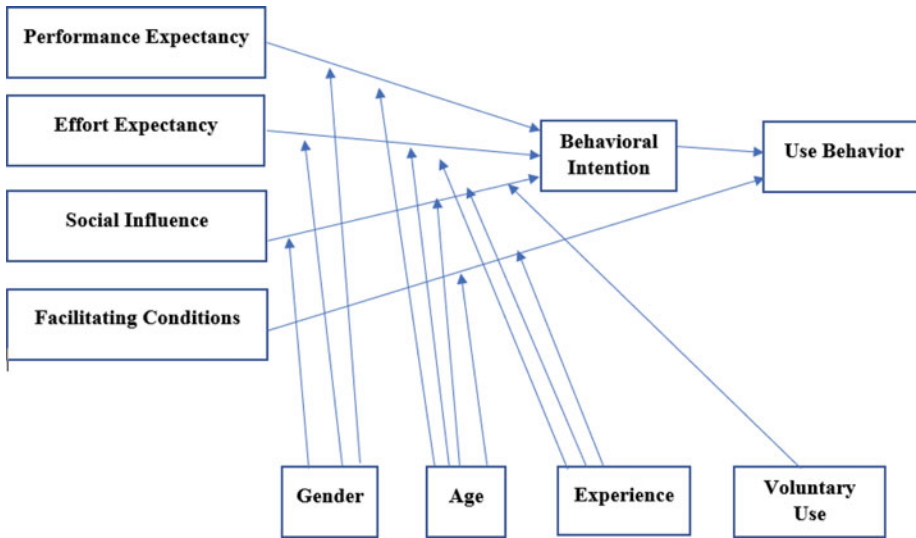 Performance Expectancy
Effort Expectancy
Social Influence
Facilitating Conditions
Behavioral
Intention
Use Behavior
Gender
Age
Experience
Voluntary
Use